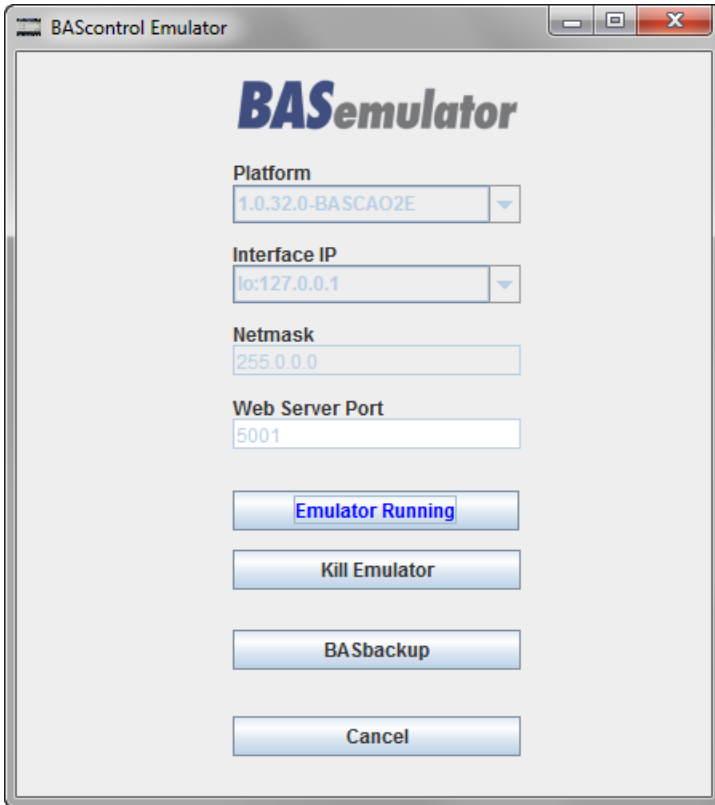 BAScontrol Emulator
BASemulator
Platform
1.0.32.0-BASCAO2E
Interface IP
lo:127.0.0.1
Netmask
255.0.0.0
Web Server Port
5001
Emulator Running
Kill Emulator
BASbackup
Cancel